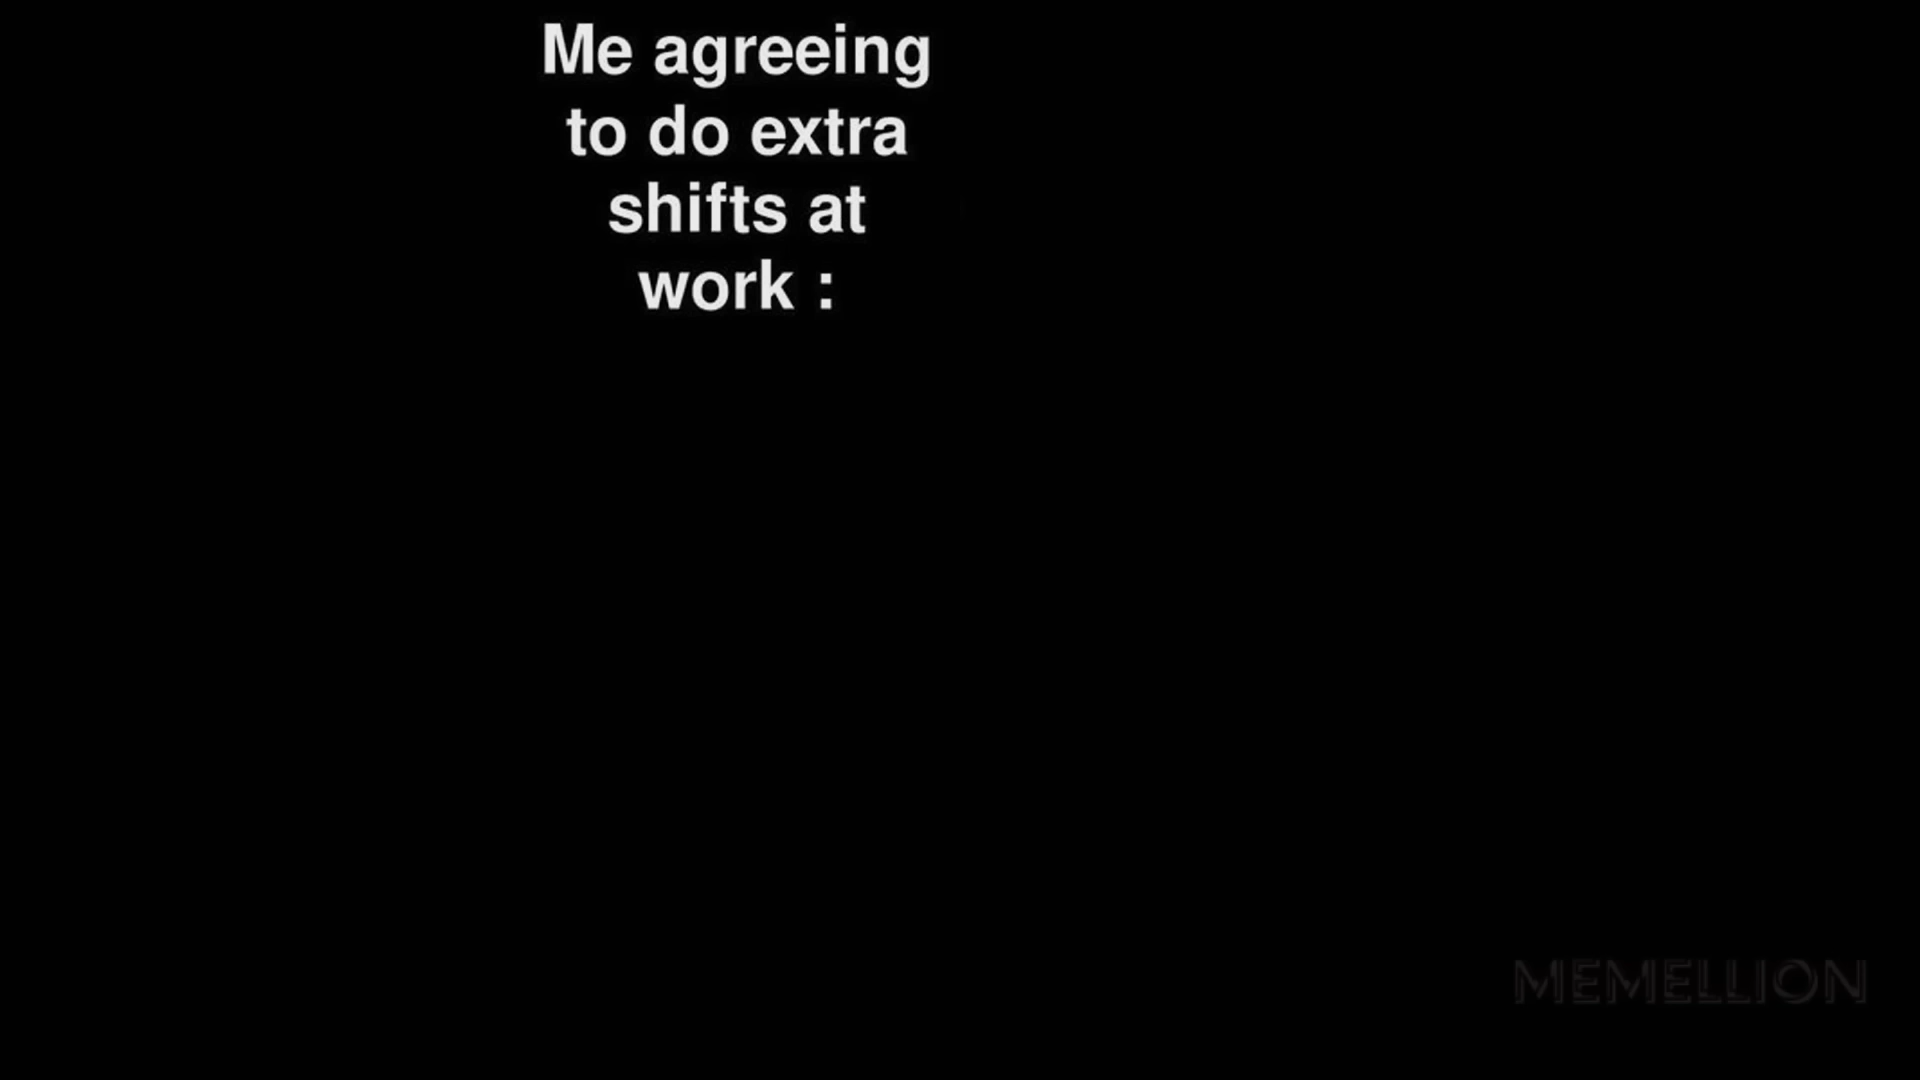 Me agreeing
to do extra
shifts at
work :
MEMELLION